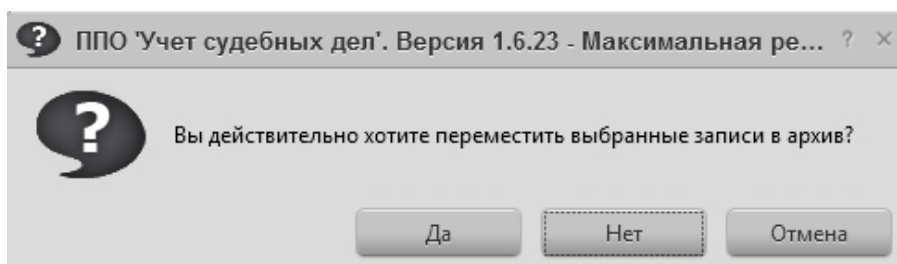 ППО 'Учет судебных дел'. Версия 1.6.23 - Максимальная ре... ? ×
Вы действительно хотите переместить выбранные записи в архив?
Да Нет Отмена